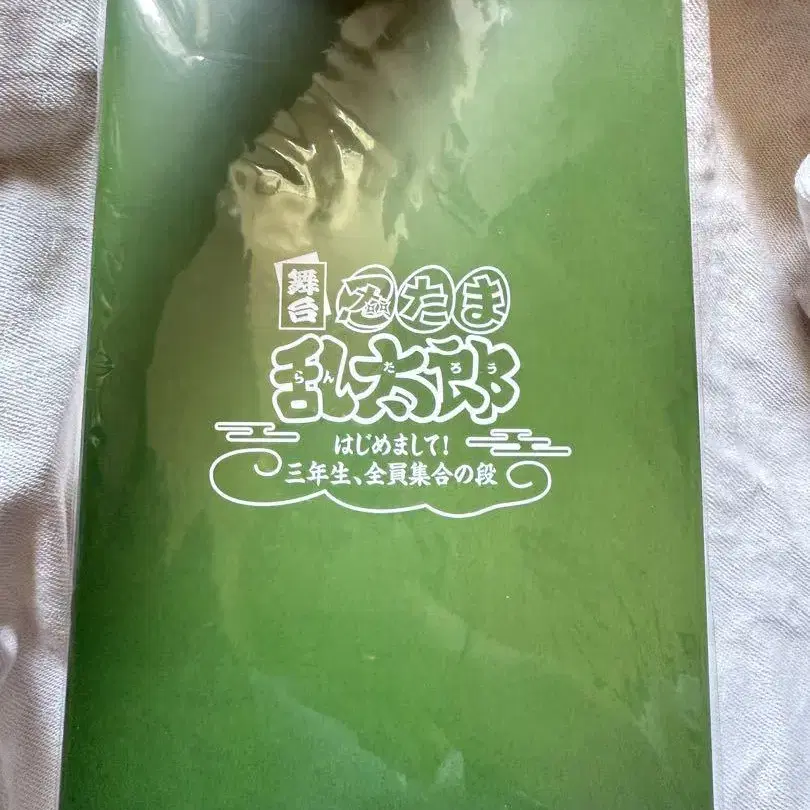 舞台 忍たま
乱太郎
らんたろう
はじめまして!
三年生、全員集合の段